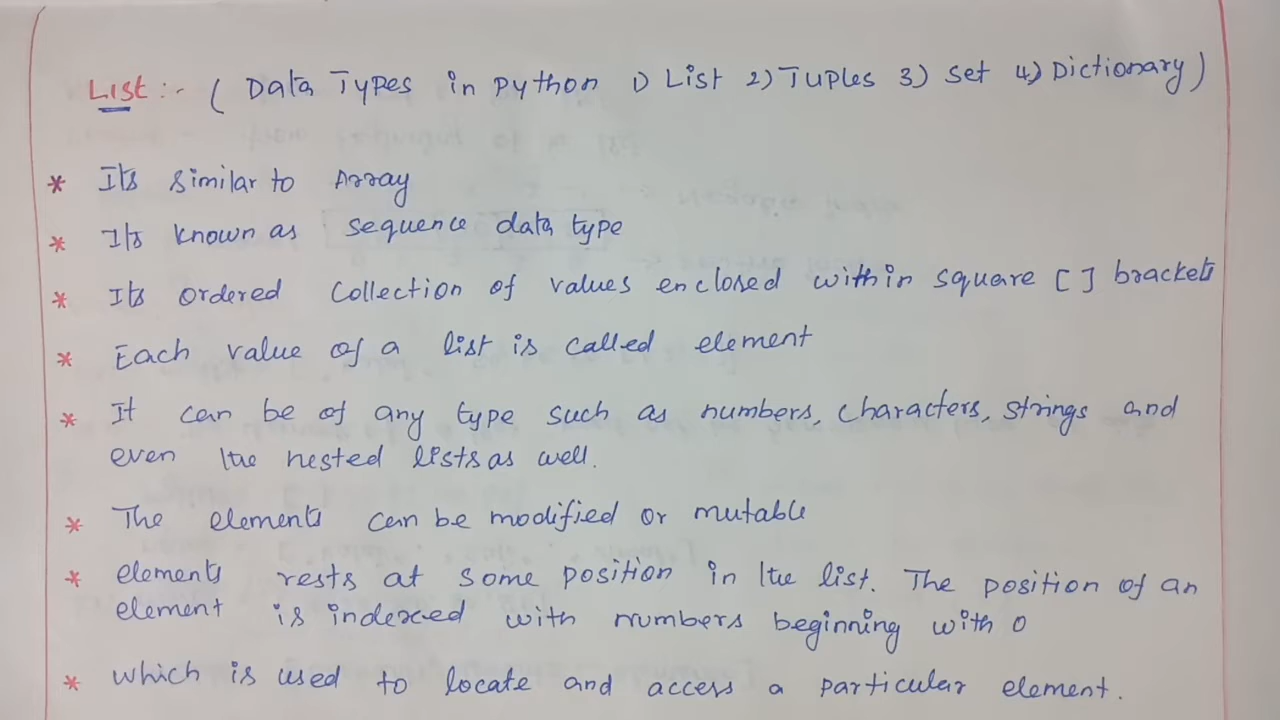 List :- ( Data Types in python 1) List 2) Tuples 3) Set 4) Dictionary )
* Its similar to Array
* Its known as sequence data type
* Its ordered collection of values enclosed within square [ ] brackets
* Each value of a list is called element
* It can be of any type such as numbers, characters, strings and
even the nested lists as well.
* The elements can be modified or mutable
* elements rests at some position in the list. The position of an
element is indexed with numbers beginning with 0
* which is used to locate and access a particular element.